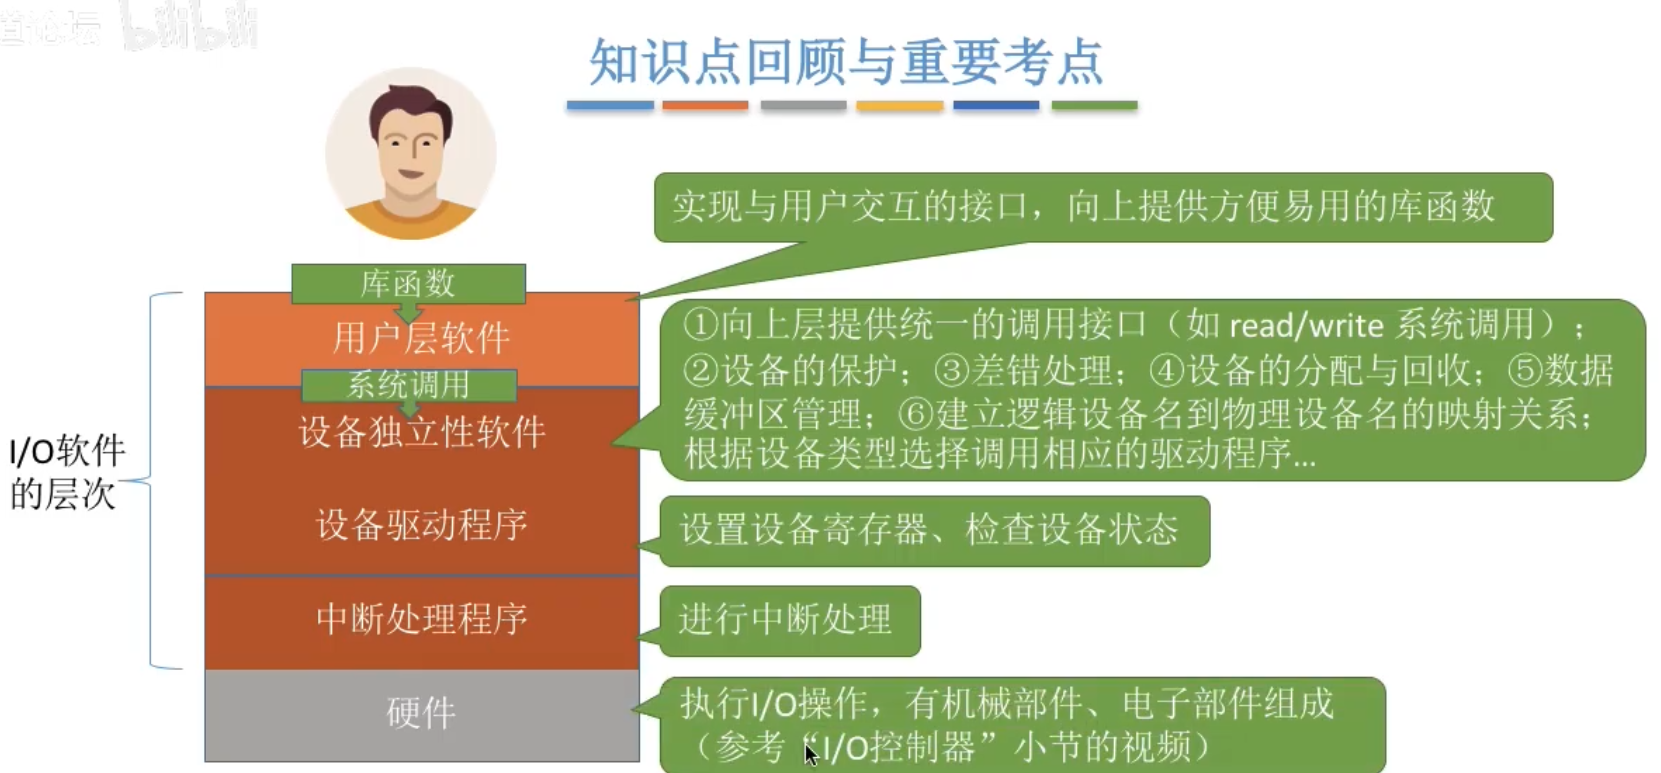 道论坛 bilibili
知识点回顾与重要考点
实现与用户交互的接口，向上提供方便易用的库函数
库函数
用户层软件
①向上层提供统一的调用接口（如 read/write 系统调用）；
②设备的保护；③差错处理；④设备的分配与回收；⑤数据
缓冲区管理；⑥建立逻辑设备名到物理设备名的映射关系；
根据设备类型选择调用相应的驱动程序...
系统调用
设备独立性软件
I/O软件
的层次
设备驱动程序
设置设备寄存器、检查设备状态
中断处理程序
进行中断处理
硬件
执行I/O操作，有机械部件、电子部件组成
（参考“I/O控制器”小节的视频）